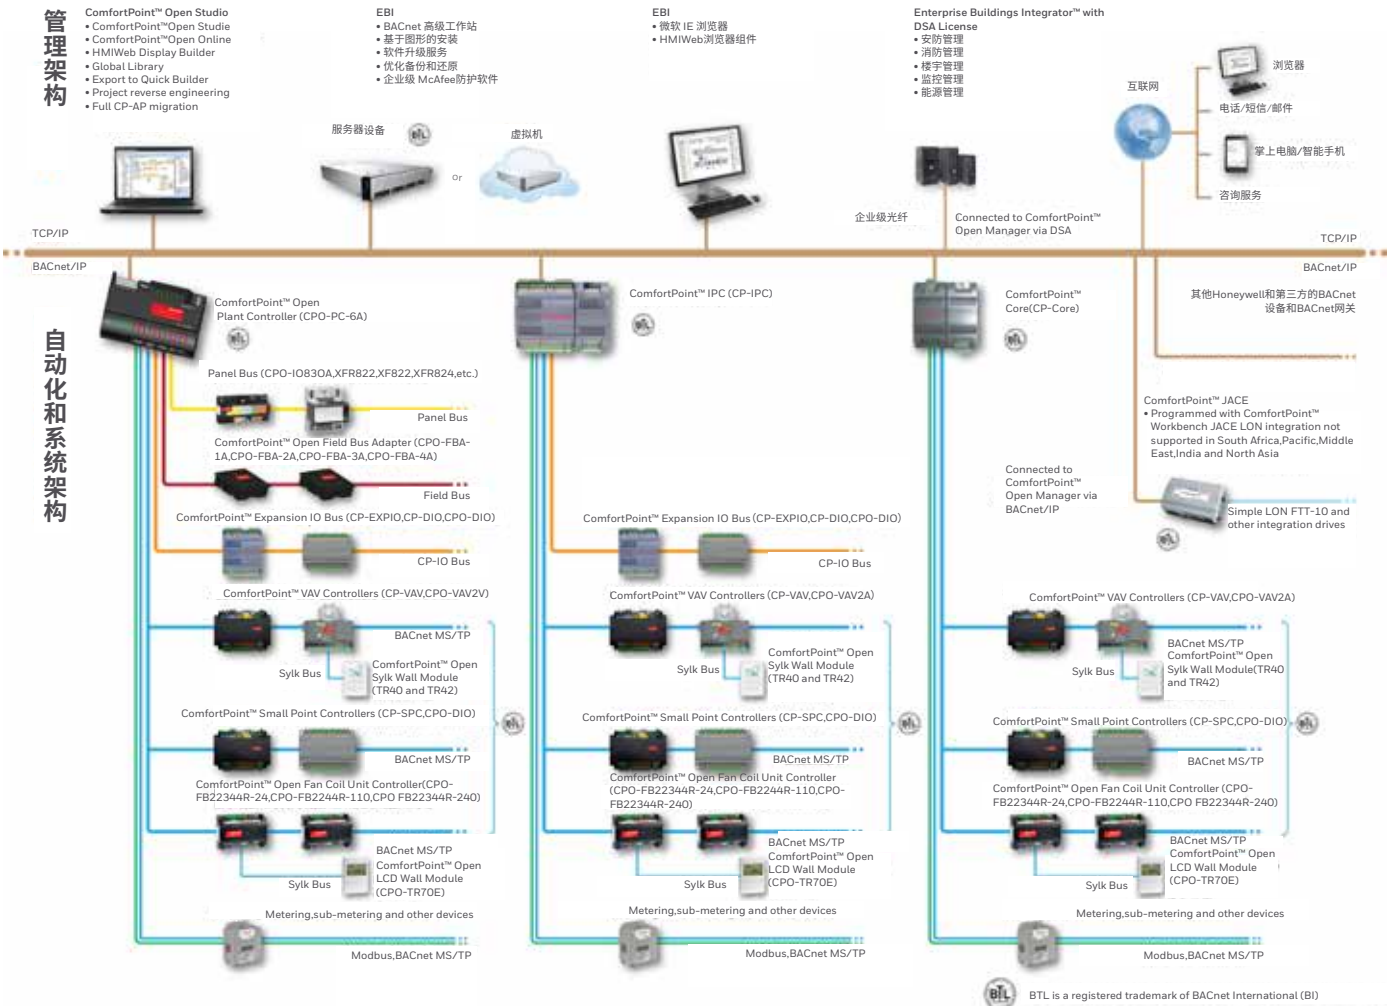 管理架构
ComfortPoint™ Open Studio
• ComfortPoint™Open Studie
• ComfortPoint™Open Online
• HMIWeb Display Builder
• Global Library
• Export to Quick Builder
• Project reverse engineering
• Full CP-AP migration
EBI
• BACnet 高级工作站
• 基于图形的安装
• 软件升级服务
• 优化备份和还原
• 企业级 McAfee防护软件
EBI
• 微软 IE 浏览器
• HMIWeb浏览器组件
Enterprise Buildings Integrator™ with
DSA License
• 安防管理
• 消防管理
• 楼宇管理
• 监控管理
• 能源管理
互联网
浏览器
电话/短信/邮件
掌上电脑/智能手机
咨询服务
服务器设备
BTL
Or
虚拟机
企业级光纤
Connected to ComfortPoint™
Open Manager via DSA
TCP/IP
TCP/IP
BACnet/IP
BACnet/IP
自动化和系统架构
ComfortPoint™ Open
Plant Controller (CPO-PC-6A)
BTL
Panel Bus (CPO-IO830A,XFR822,XF822,XFR824,etc.)
Panel Bus
ComfortPoint™ Open Field Bus Adapter (CPO-FBA-
1A,CPO-FBA-2A,CPO-FBA-3A,CPO-FBA-4A)
Field Bus
ComfortPoint™ Expansion IO Bus (CP-EXPIO,CP-DIO,CPO-DIO)
CP-IO Bus
ComfortPoint™ VAV Controllers (CP-VAV,CPO-VAV2V)
BACnet MS/TP
Sylk Bus
ComfortPoint™ Open
Sylk Wall Module
(TR40 and TR42)
ComfortPoint™ Small Point Controllers (CP-SPC,CPO-DIO)
BTL
BACnet MS/TP
ComfortPoint™ Open Fan Coil Unit Controller(CPO-
FB22344R-24,CPO-FB2244R-110,CPO FB22344R-240)
BACnet MS/TP
ComfortPoint™ Open
LCD Wall Module
(CPO-TR70E)
Sylk Bus
Metering,sub-metering and other devices
Modbus,BACnet MS/TP
ComfortPoint™ IPC (CP-IPC)
BTL
ComfortPoint™ Expansion IO Bus (CP-EXPIO,CP-DIO,CPO-DIO)
CP-IO Bus
ComfortPoint™ VAV Controllers (CP-VAV,CPO-VAV2A)
BACnet MS/TP
Sylk Bus
ComfortPoint™ Open
Sylk Wall Module
(TR40 and TR42)
ComfortPoint™ Small Point Controllers (CP-SPC,CPO-DIO)
BTL
BACnet MS/TP
ComfortPoint™ Open Fan Coil Unit Controller
(CPO-FB22344R-24,CPO-FB2244R-110,CPO-
FB22344R-240)
BACnet MS/TP
ComfortPoint™ Open
LCD Wall Module
(CPO-TR70E)
Sylk Bus
Metering,sub-metering and other devices
Modbus,BACnet MS/TP
ComfortPoint™
Core(CP-Core)
BTL
其他Honeywell和第三方的BACnet
设备和BACnet网关
ComfortPoint™ JACE
• Programmed with ComfortPoint™
Workbench JACE LON integration not
supported in South Africa,Pacific,Middle
East,India and North Asia
Connected to
ComfortPoint™
Open Manager via
BACnet/IP
Simple LON FTT-10 and
other integration drives
BTL
ComfortPoint™ VAV Controllers (CP-VAV,CPO-VAV2A)
BACnet MS/TP
ComfortPoint™ Open
Sylk Wall Module(TR40
and TR42)
Sylk Bus
ComfortPoint™ Small Point Controllers (CP-SPC,CPO-DIO)
BTL
BACnet MS/TP
ComfortPoint™ Open Fan Coil Unit Controller (CPO-
FB22344R-24,CPO-FB2244R-110,CPO FB22344R-240)
BACnet MS/TP
ComfortPoint™ Open
LCD Wall Module
(CPO-TR70E)
Sylk Bus
Metering,sub-metering and other devices
Modbus,BACnet MS/TP
BTL
BTL is a registered trademark of BACnet International (BI)